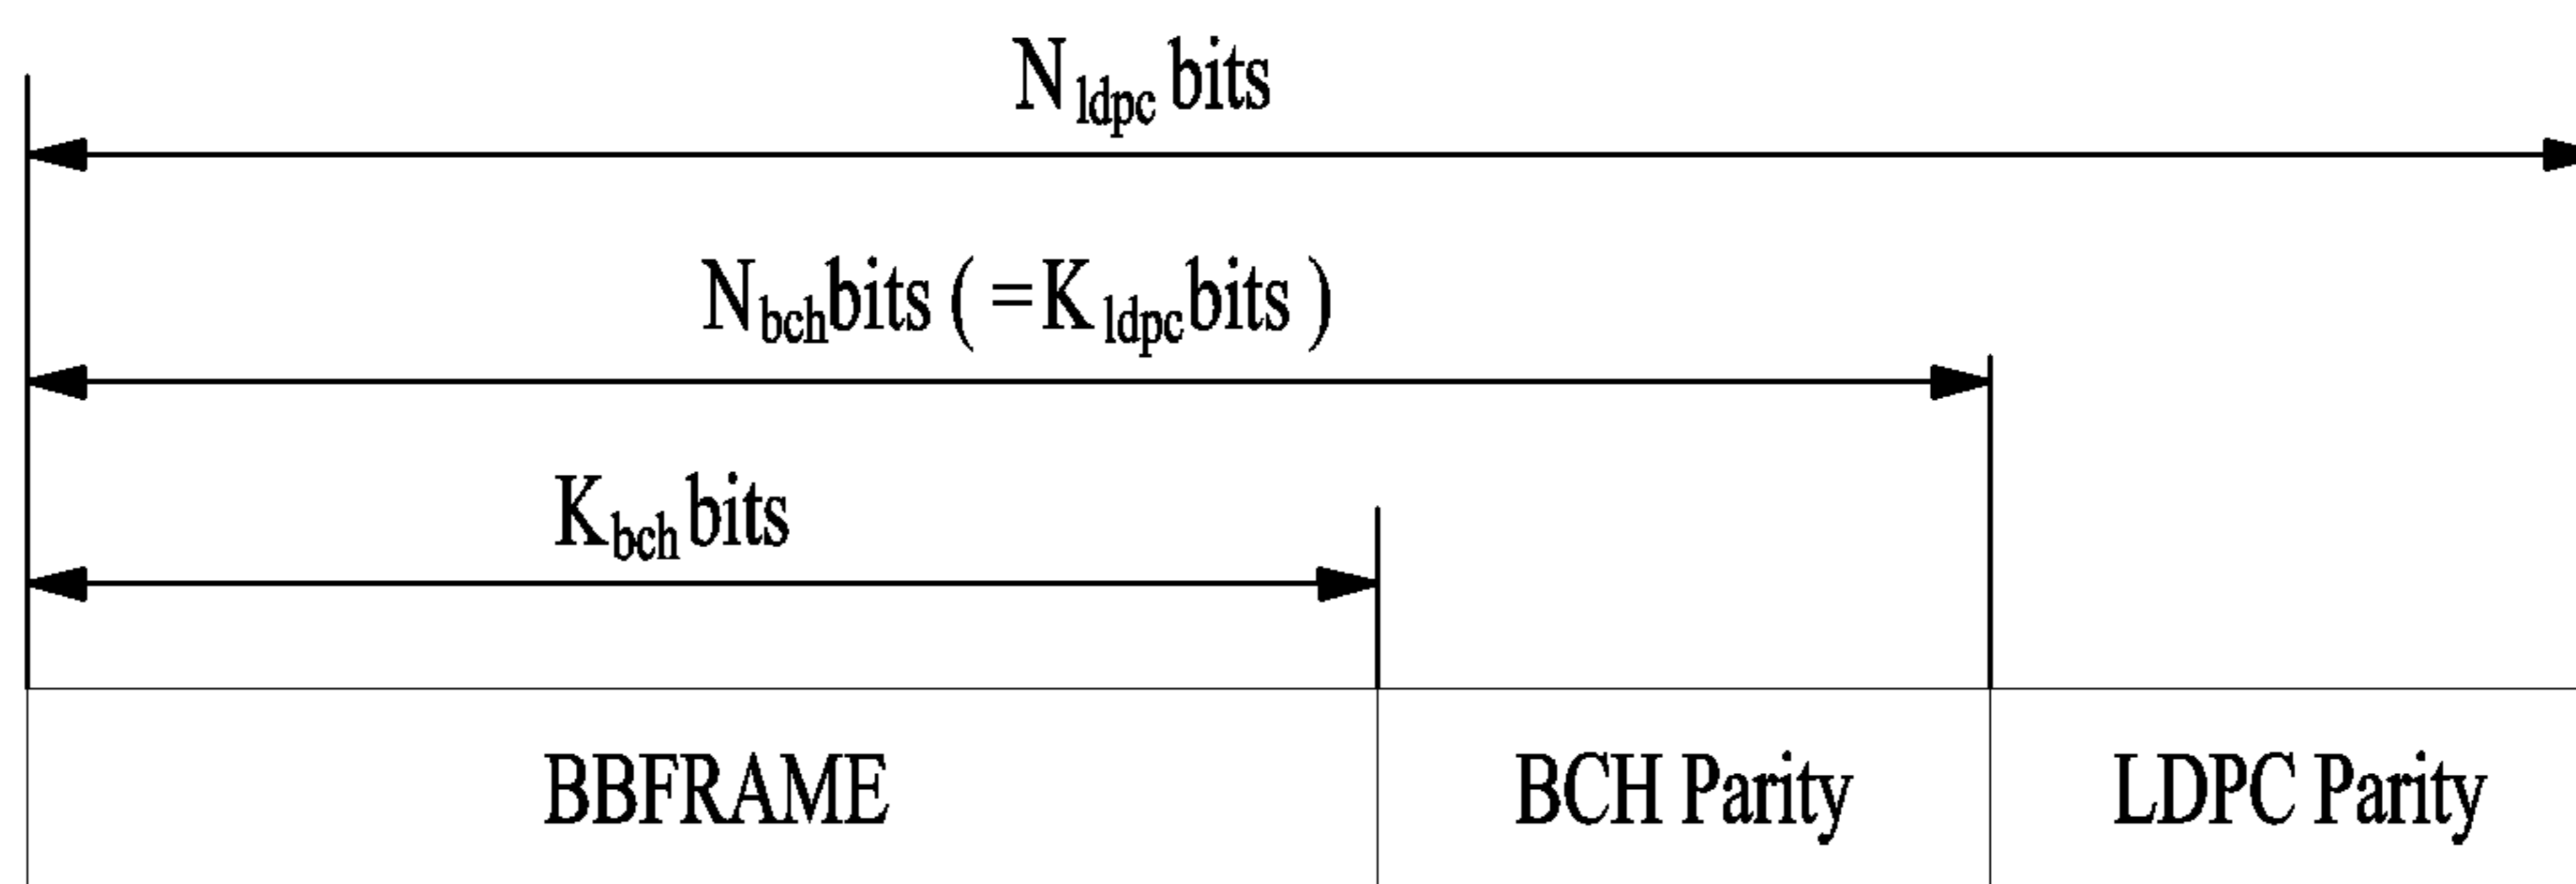 N ldpc bits
N bch bits ( = K ldpc bits )
K bch bits
BBFRAME BCH Parity LDPC Parity